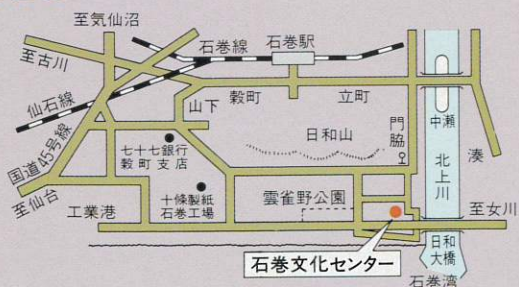 至気仙沼
石巻線
石巻駅
至古川
仙石線
山下
穀町
立町
中瀬
日和山
門脇
湊
国道45号線
七十七銀行
穀町支店
北上川
至仙台
十條製紙
石巻工場
雲雀野公園
工業港
至女川
日和
大橋
石巻文化センター
石巻湾